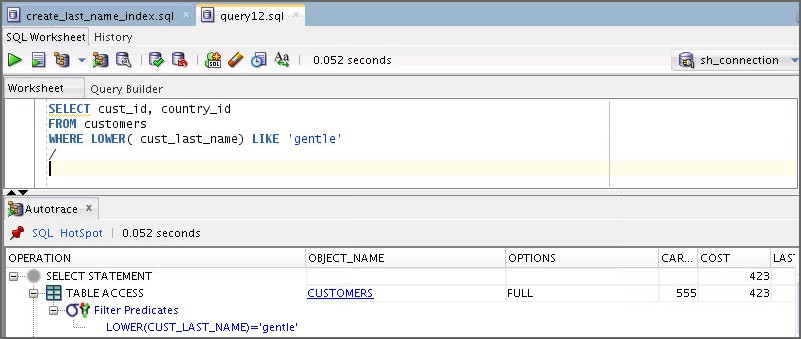 create_last_name_index.sql × query12.sql ×
SQL Worksheet History
0.052 seconds sh_connection
Worksheet Query Builder
SELECT cust_id, country_id
FROM customers
WHERE LOWER( cust_last_name) LIKE 'gentle'
/
Autotrace ×
SQL HotSpot 0.052 seconds
OPERATION OBJECT_NAME OPTIONS CAR... COST LAS
SELECT STATEMENT 423
TABLE ACCESS CUSTOMERS FULL 555 423
Filter Predicates
LOWER(CUST_LAST_NAME)='gentle'